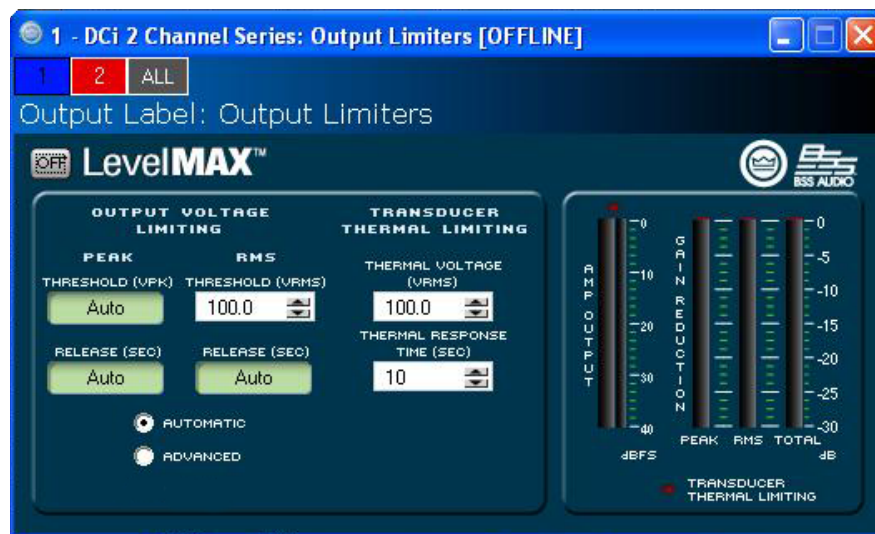 1 - DCi 2 Channel Series: Output Limiters [OFFLINE]
1 2 ALL
Output Label: Output Limiters
OFF LevelMAX™
BSS AUDIO
OUTPUT VOLTAGE
LIMITING
PEAK RMS
THRESHOLD (VPK) THRESHOLD (VRMS)
Auto 100.0
RELEASE (SEC) RELEASE (SEC)
Auto Auto
AUTOMATIC
ADVANCED
TRANSDUCER
THERMAL LIMITING
THERMAL VOLTAGE
(VRMS)
100.0
THERMAL RESPONSE
TIME (SEC)
10
AMP OUTPUT
0
-10
-20
-30
-40
dBFS
GAIN REDUCTION
0
-5
-10
-15
-20
-25
-30
PEAK RMS TOTAL
dB
TRANSDUCER
THERMAL LIMITING